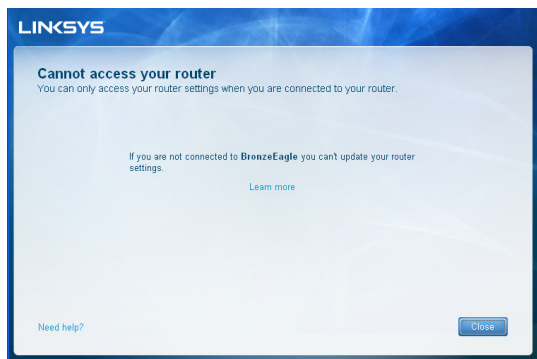 LINKSYS
Cannot access your router
You can only access your router settings when you are connected to your router.
If you are not connected to BronzeEagle you can't update your router
settings.
Learn more
Need help?
Close